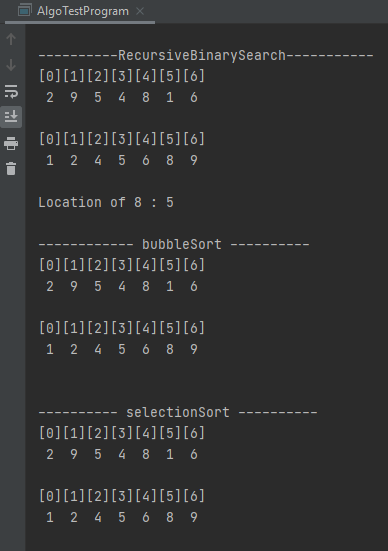 AlgoTestProgram
-----------RecursiveBinarySearch-----------
[0][1][2][3][4][5][6]
2 9 5 4 8 1 6
[0][1][2][3][4][5][6]
1 2 4 5 6 8 9
Location of 8 : 5
------------ bubbleSort ----------
[0][1][2][3][4][5][6]
2 9 5 4 8 1 6
[0][1][2][3][4][5][6]
1 2 4 5 6 8 9
---------- selectionSort ----------
[0][1][2][3][4][5][6]
2 9 5 4 8 1 6
[0][1][2][3][4][5][6]
1 2 4 5 6 8 9